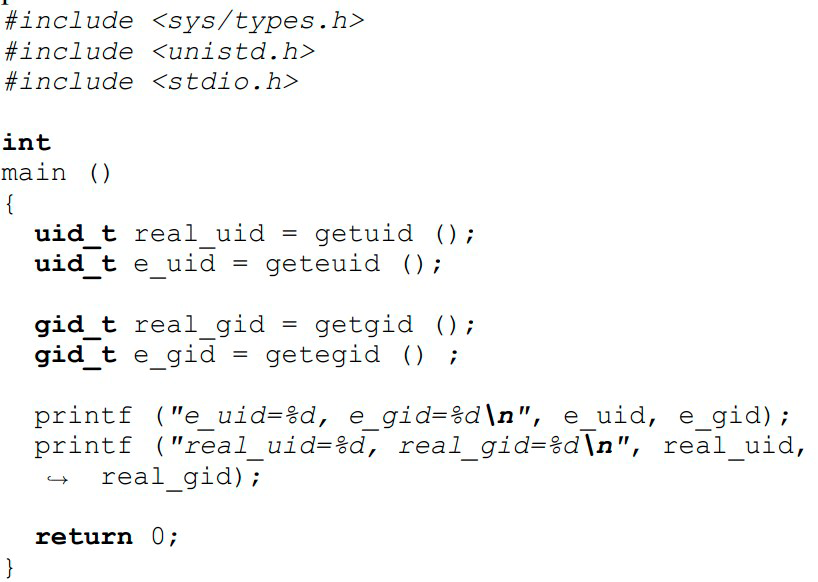 #include <sys/types.h>
#include <unistd.h>
#include <stdio.h>

int
main ()
{
  uid_t real_uid = getuid ();
  uid_t e_uid = geteuid ();

  gid_t real_gid = getgid ();
  gid_t e_gid = getegid () ;

  printf ("e_uid=%d, e_gid=%d\n", e_uid, e_gid);
  printf ("real_uid=%d, real_gid=%d\n", real_uid,
  ↪  real_gid);

  return 0;
}